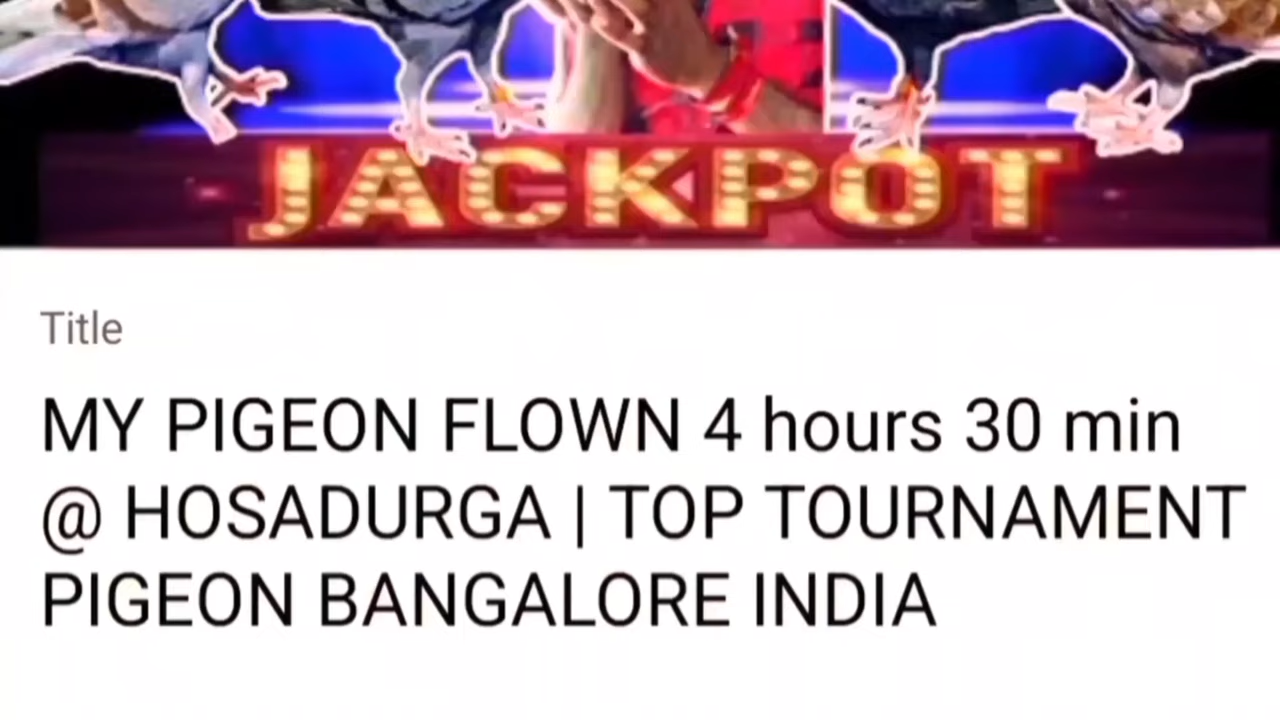 JACKPOT
Title
MY PIGEON FLOWN 4 hours 30 min
@ HOSADURGA | TOP TOURNAMENT
PIGEON BANGALORE INDIA